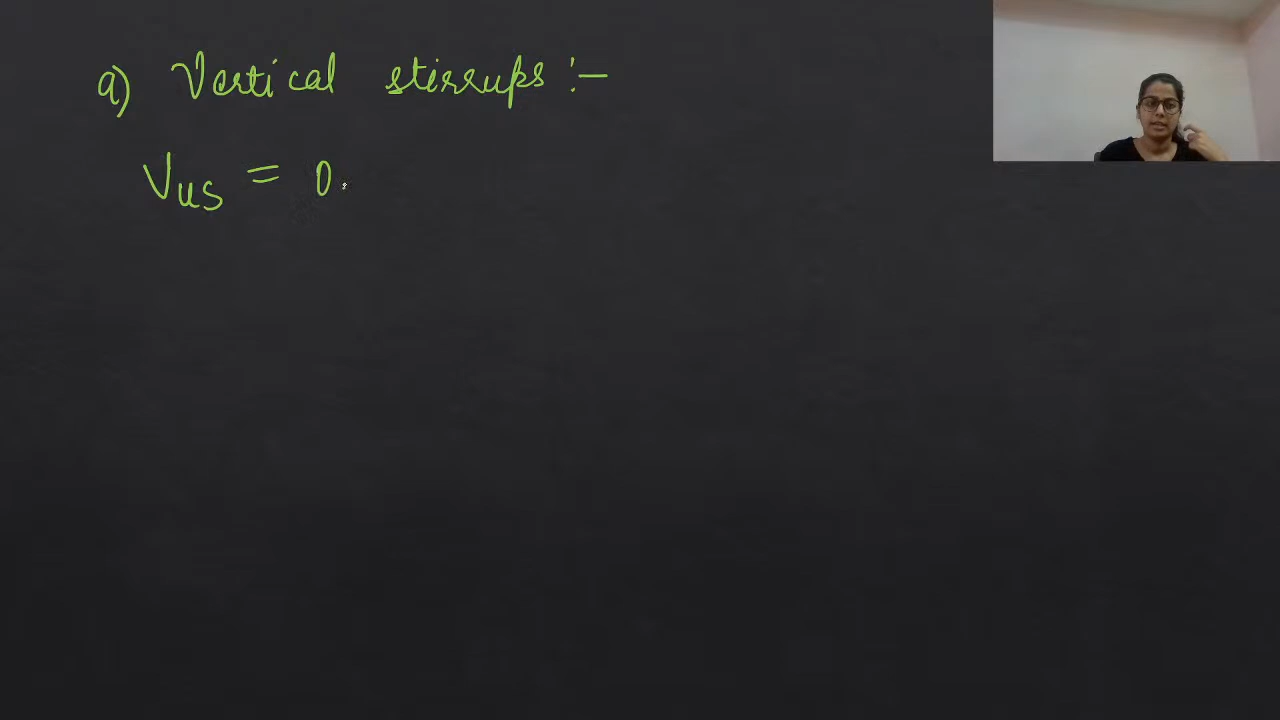 a) Vertical stirrups :-
Vus = 0.